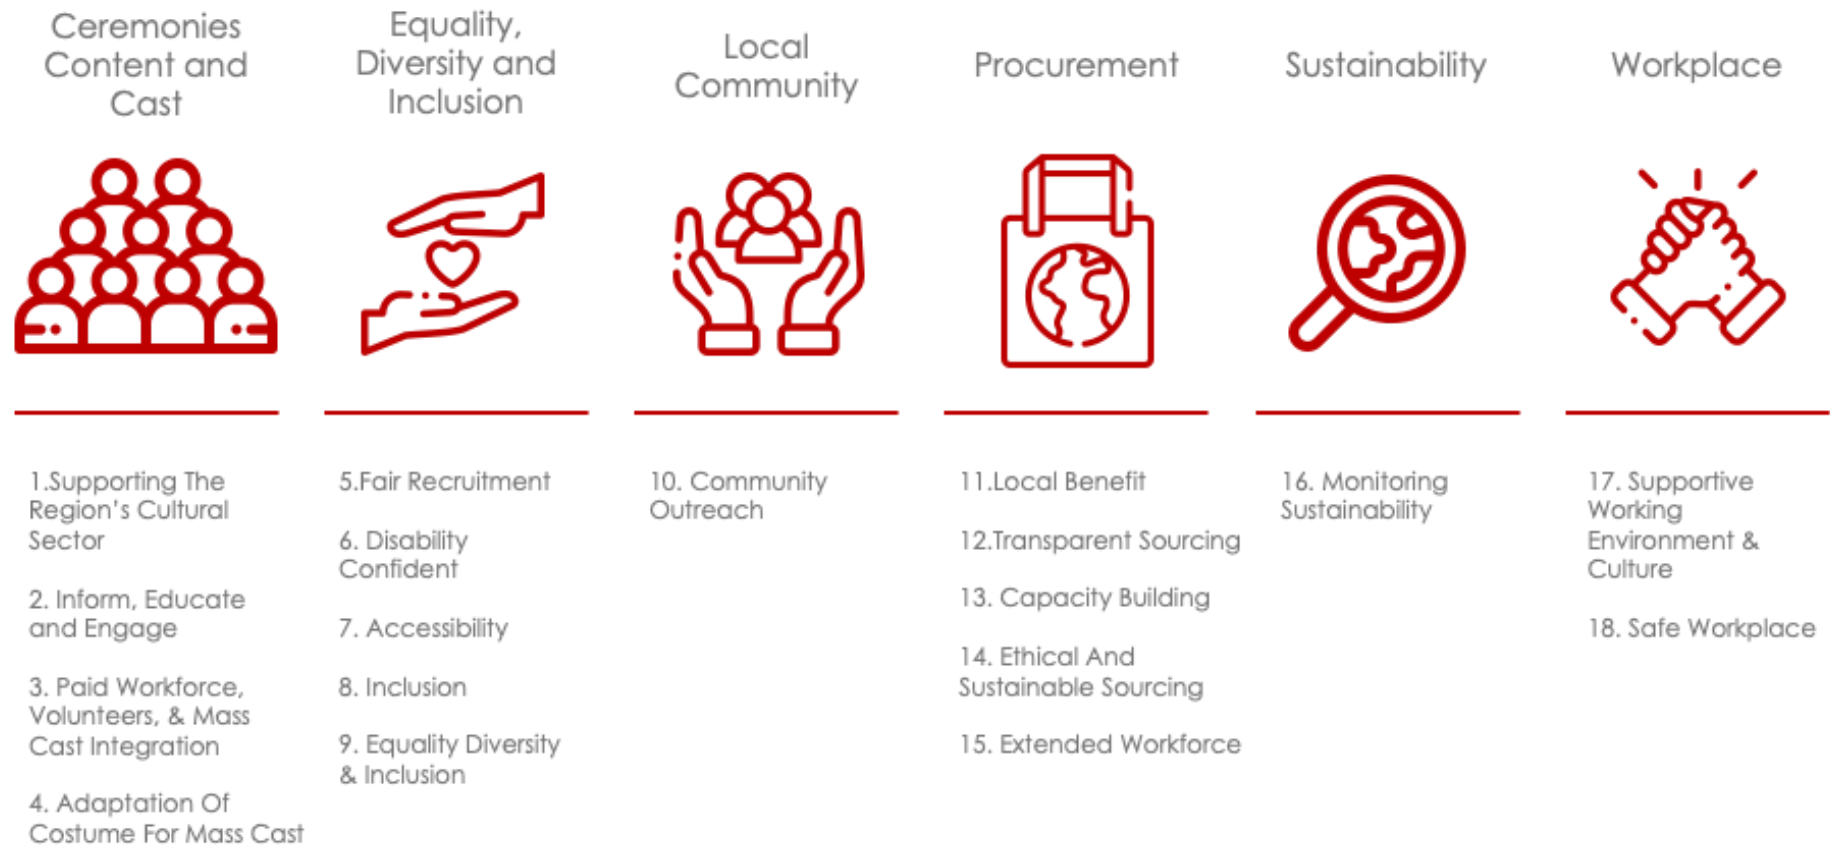 Ceremonies
Content and
Cast
Equality,
Diversity and
Inclusion
Local
Community
Procurement
Sustainability
Workplace
1.Supporting The
Region's Cultural
Sector
2. Inform, Educate
and Engage
3. Paid Workforce,
Volunteers, & Mass
Cast Integration
4. Adaptation Of
Costume For Mass Cast
5.Fair Recruitment
6. Disability
Confident
7. Accessibility
8. Inclusion
9. Equality Diversity
& Inclusion
10. Community
Outreach
11.Local Benefit
12.Transparent Sourcing
13. Capacity Building
14. Ethical And
Sustainable Sourcing
15. Extended Workforce
16. Monitoring
Sustainability
17. Supportive
Working
Environment &
Culture
18. Safe Workplace